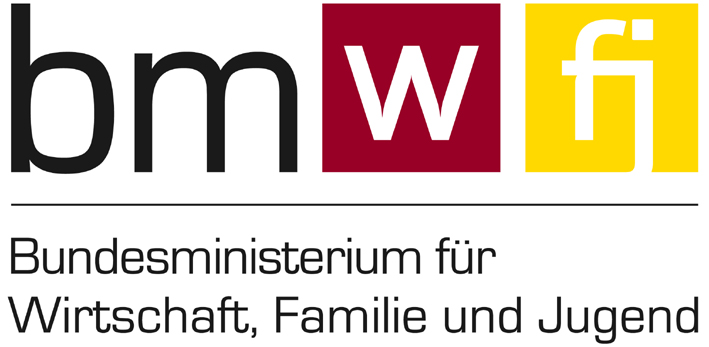 bmwfj
Bundesministerium für
Wirtschaft, Familie und Jugend